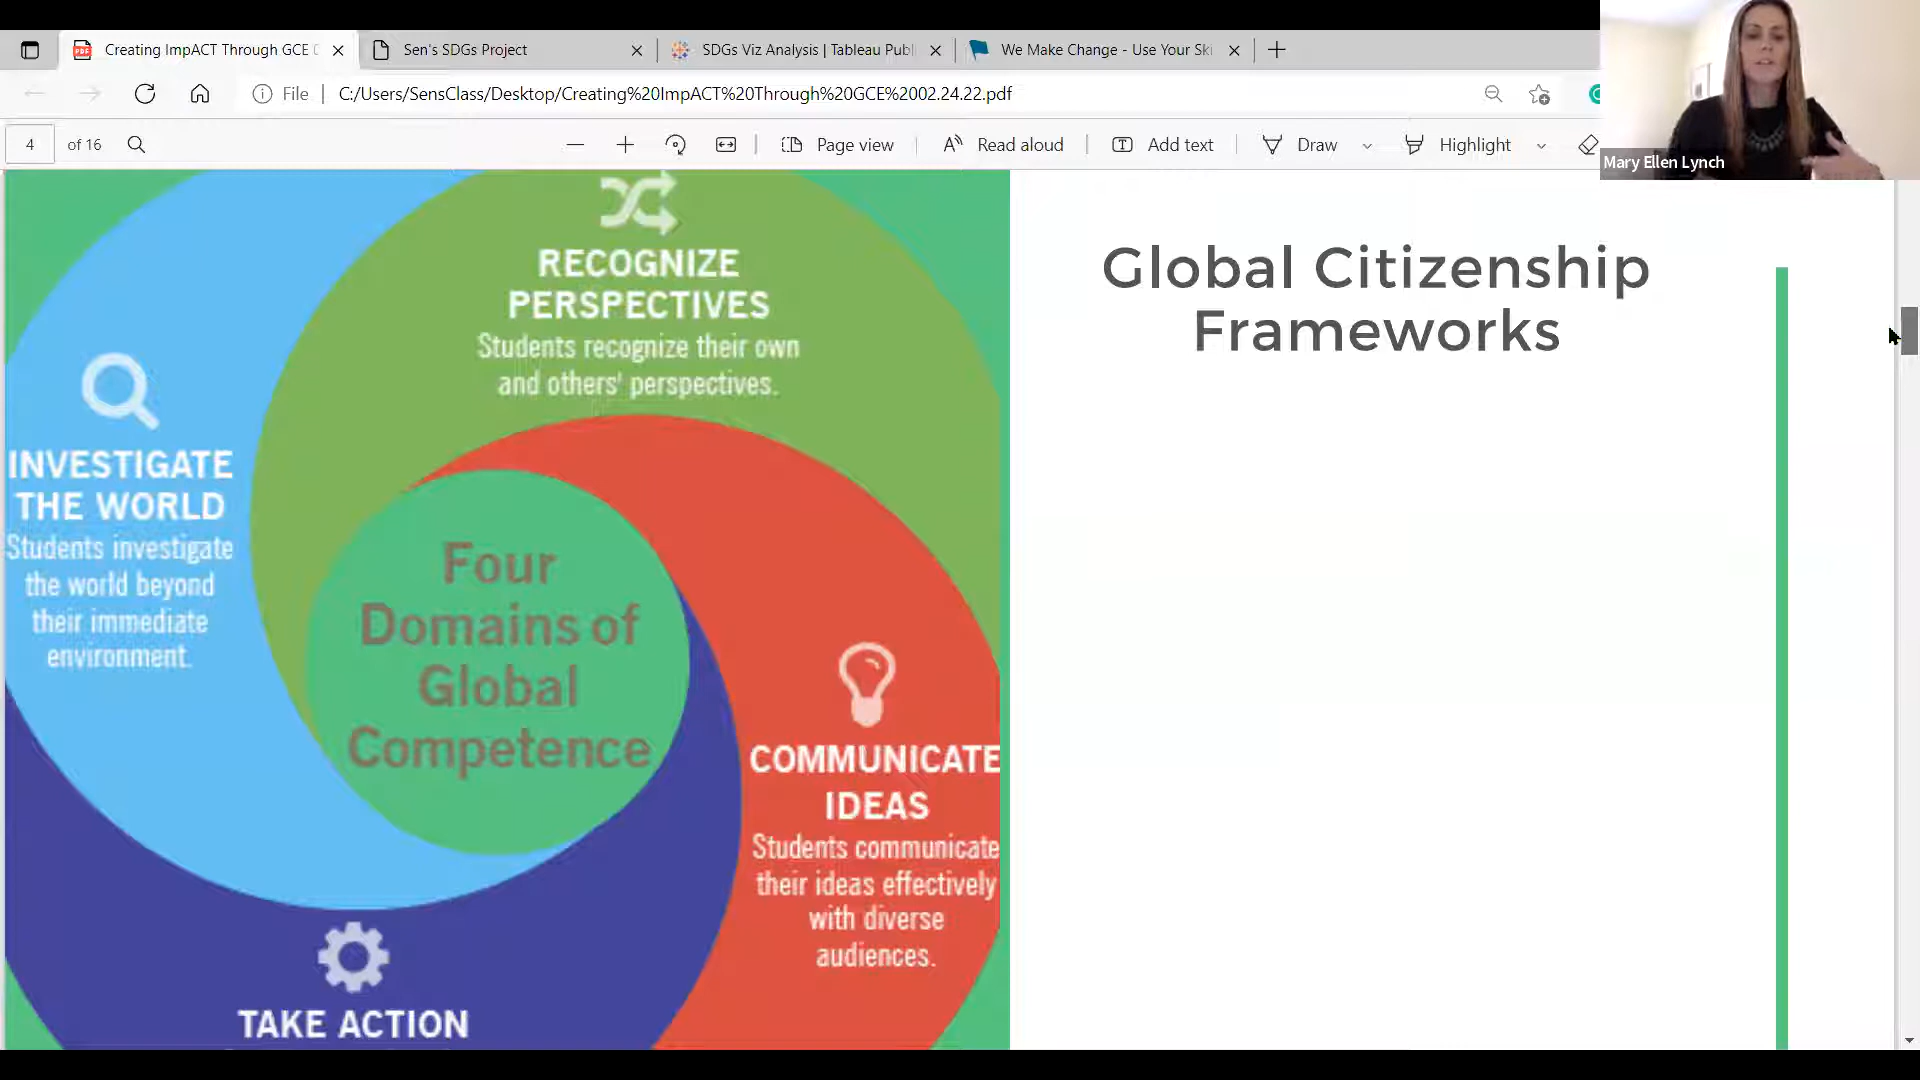 Creating ImpACT Through GCE
Sen's SDGs Project
SDGs Viz Analysis | Tableau Publ
We Make Change - Use Your Ski
File
C:/Users/SensClass/Desktop/Creating%20ImpACT%20Through%20GCE%2002.24.22.pdf
4 of 16
Page view
Read aloud
Add text
Draw
Highlight
Mary Ellen Lynch
RECOGNIZE
PERSPECTIVES
Students recognize their own
and others' perspectives.
INVESTIGATE
THE WORLD
Students investigate
the world beyond
their immediate
environment.
Four
Domains of
Global
Competence
COMMUNICATE
IDEAS
Students communicate
their ideas effectively
with diverse
audiences.
TAKE ACTION
Global Citizenship
Frameworks